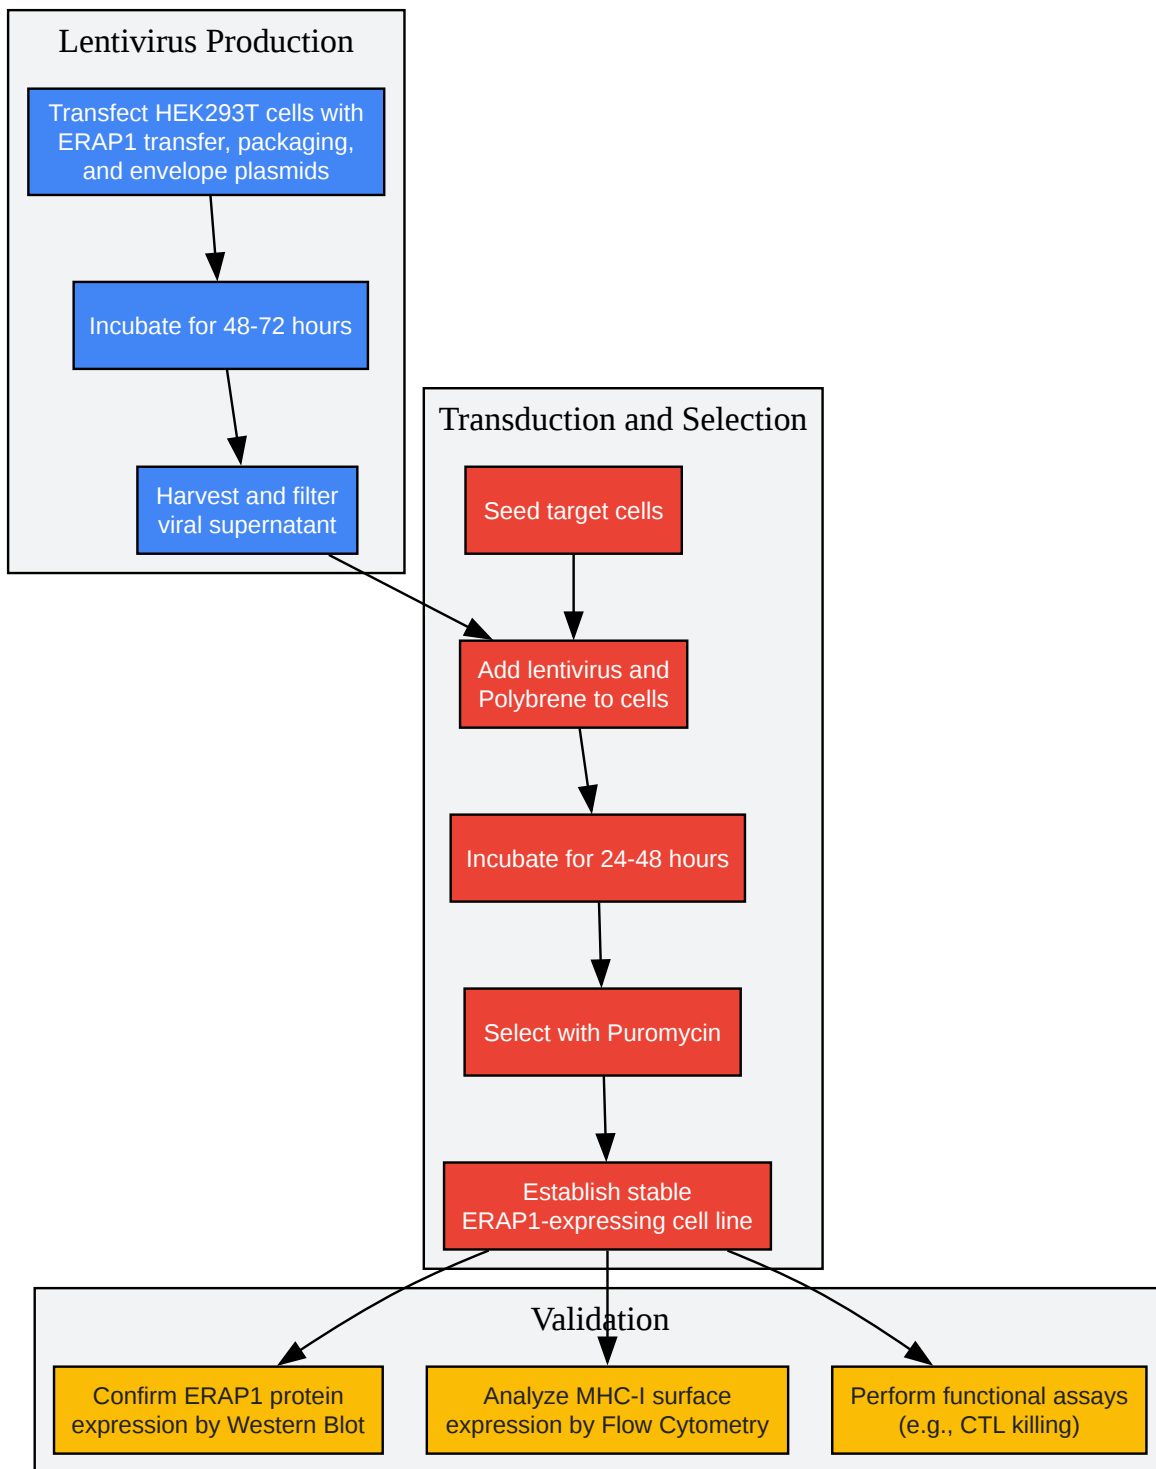 Lentivirus Production
Transfect HEK293T cells with
ERAP1 transfer, packaging,
and envelope plasmids
Incubate for 48-72 hours
Harvest and filter
viral supernatant
Transduction and Selection
Seed target cells
Add lentivirus and
Polybrene to cells
Incubate for 24-48 hours
Select with Puromycin
Establish stable
ERAP1-expressing cell line
Validation
Confirm ERAP1 protein
expression by Western Blot
Analyze MHC-I surface
expression by Flow Cytometry
Perform functional assays
(e.g., CTL killing)